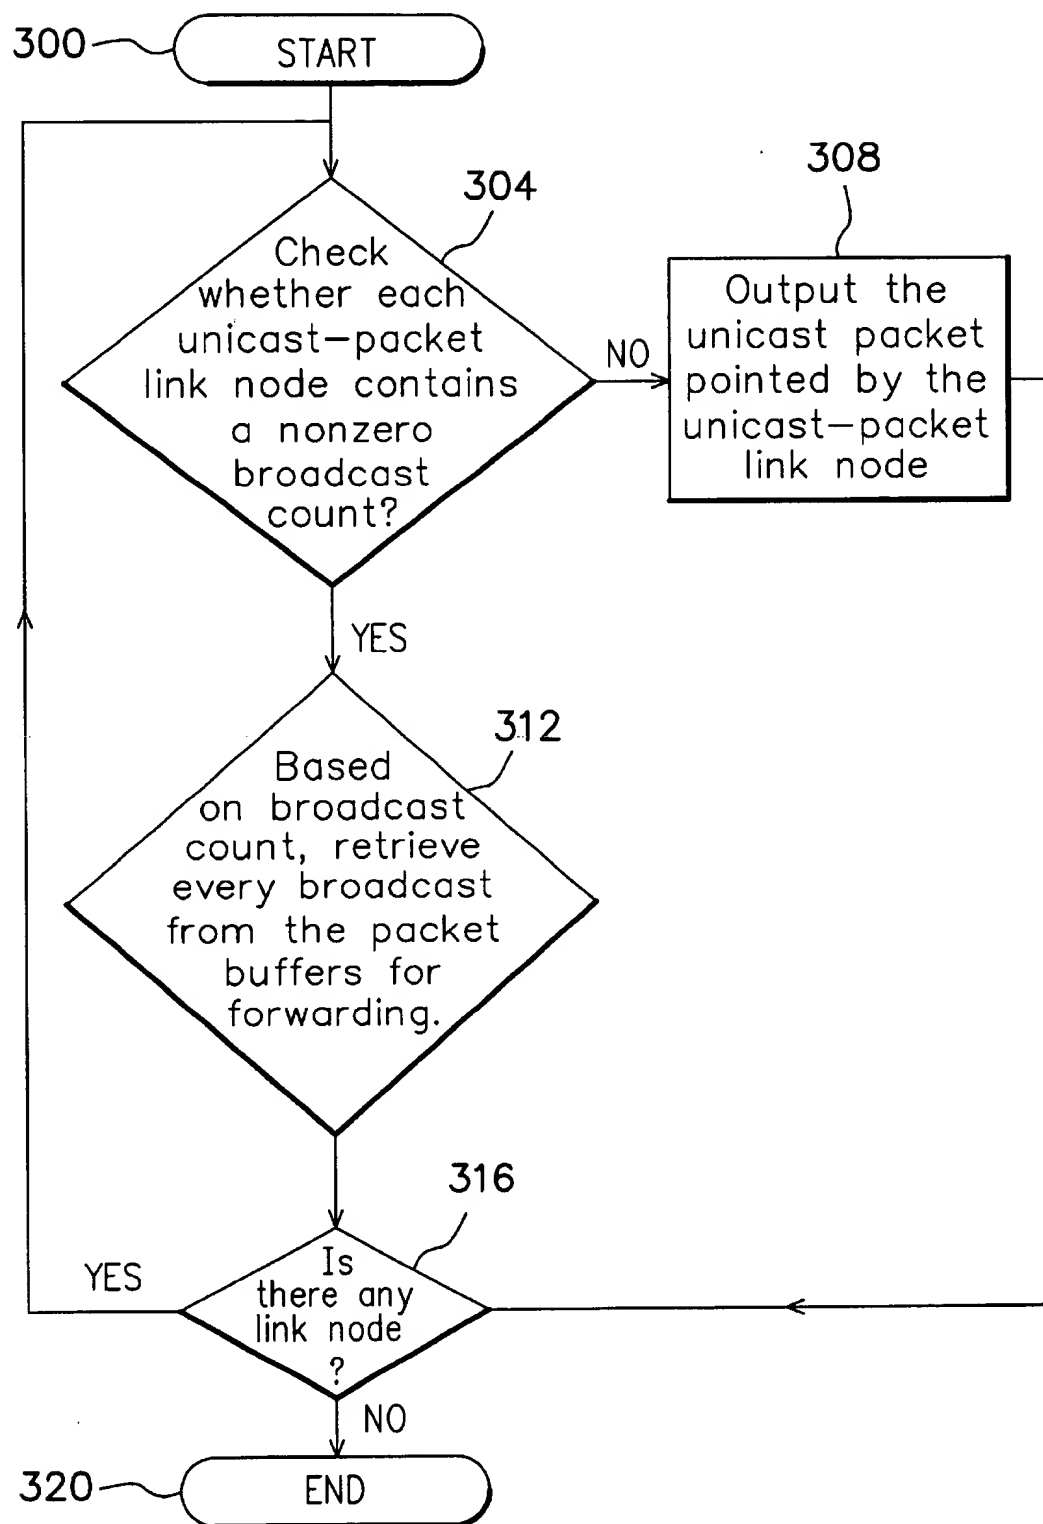 300
START
304
Check
whether each
unicast-packet
link node contains
a nonzero
broadcast
count?
NO
308
Output the
unicast packet
pointed by the
unicast-packet
link node
YES
312
Based
on broadcast
count, retrieve
every broadcast
from the packet
buffers for
forwarding.
316
Is
there any
link node
?
YES
NO
320
END